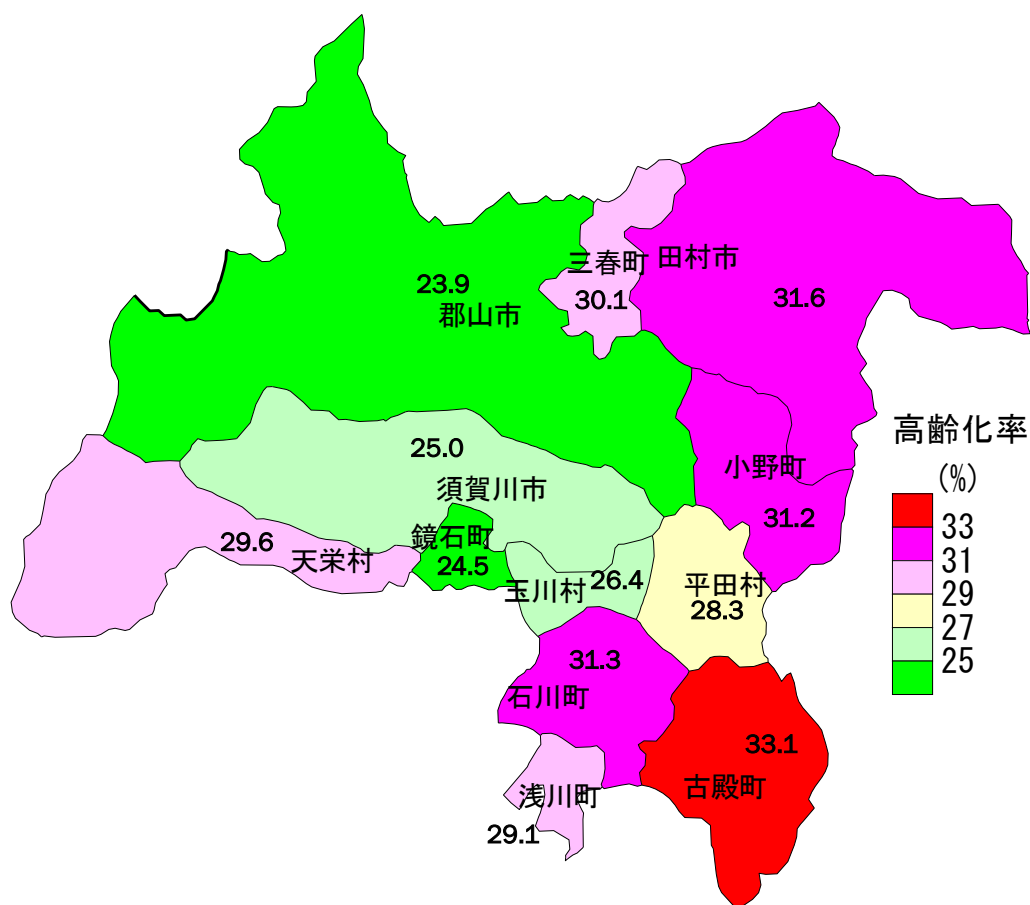 三春町
田村市
23.9
30.1
31.6
郡山市
高齢化率
(%)
25.0
小野町
須賀川市
31.2
33
鏡石町
29.6
天栄村
24.5
31
玉川村
26.4
平田村
28.3
29
27
25
31.3
石川町
33.1
古殿町
浅川町
29.1